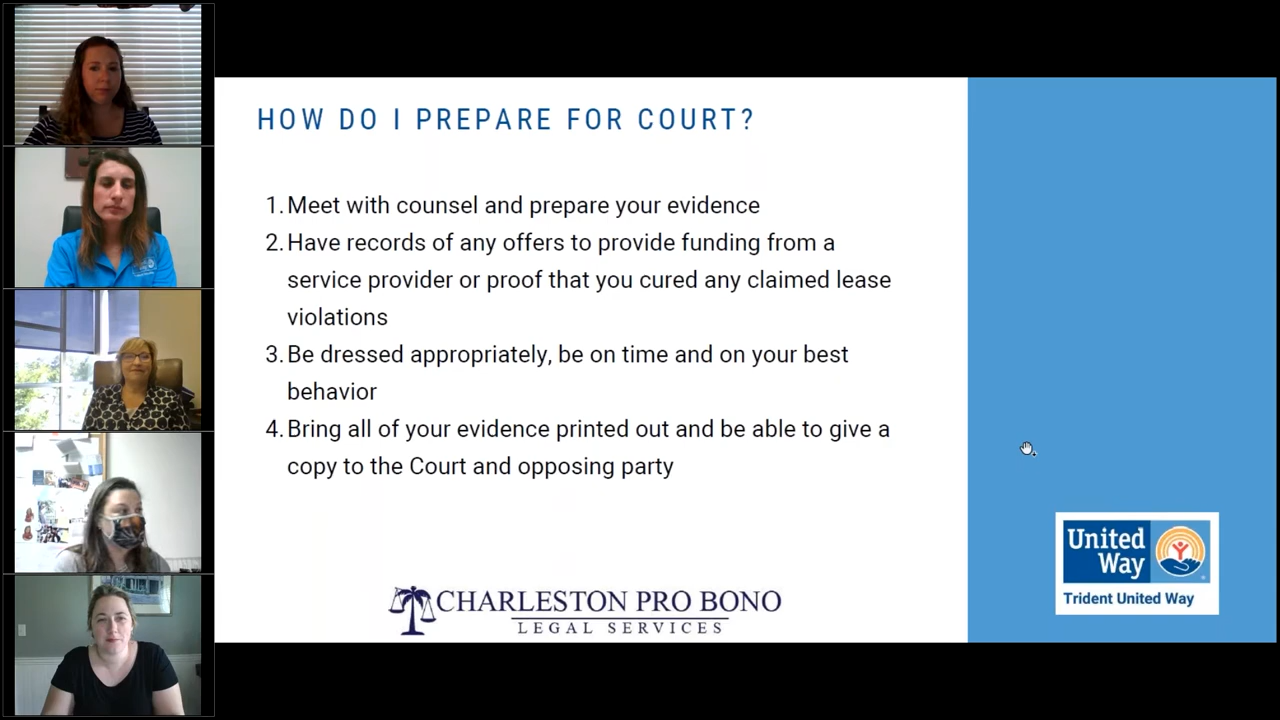 HOW DO I PREPARE FOR COURT?
1. Meet with counsel and prepare your evidence
2. Have records of any offers to provide funding from a
service provider or proof that you cured any claimed lease
violations
3. Be dressed appropriately, be on time and on your best
behavior
4. Bring all of your evidence printed out and be able to give a
copy to the Court and opposing party
CHARLESTON PRO BONO
LEGAL SERVICES
United
Way
Trident United Way